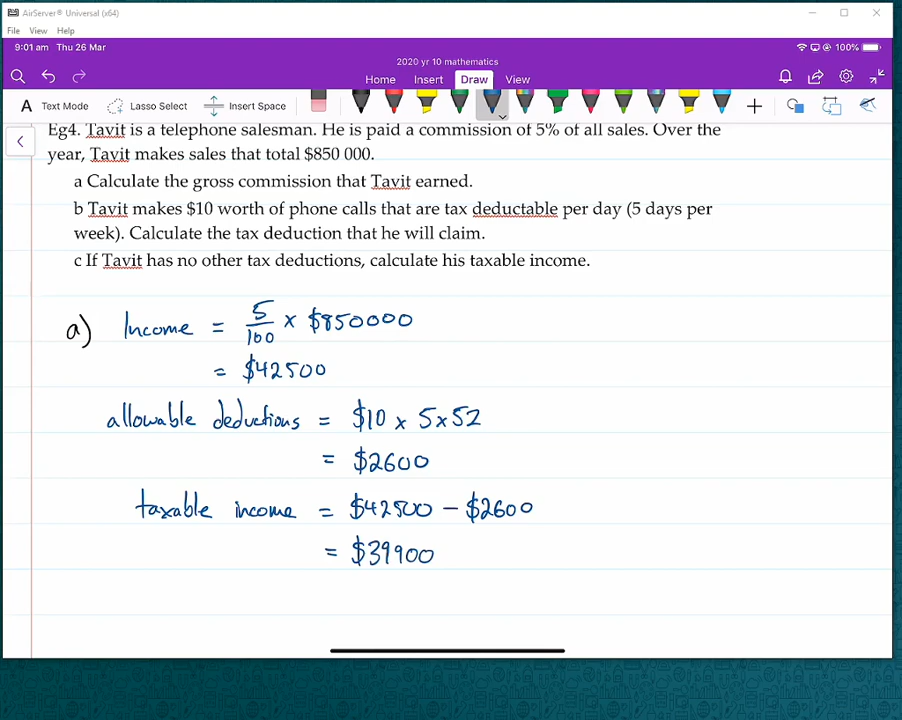 AirServer® Universal (x64)
File View Help
9:01 am Thu 26 Mar
100%
2020 yr 10 mathematics
Home Insert Draw View
A Text Mode Lasso Select Insert Space
Eg4. Tavit is a telephone salesman. He is paid a commission of 5% of all sales. Over the
year, Tavit makes sales that total $850 000.
a Calculate the gross commission that Tavit earned.
b Tavit makes $10 worth of phone calls that are tax deductable per day (5 days per
week). Calculate the tax deduction that he will claim.
c If Tavit has no other tax deductions, calculate his taxable income.
a) Income = 5/100 × $850000
= $42500
allowable deductions = $10 × 5 × 52
= $2600
taxable income = $42500 – $2600
= $39900